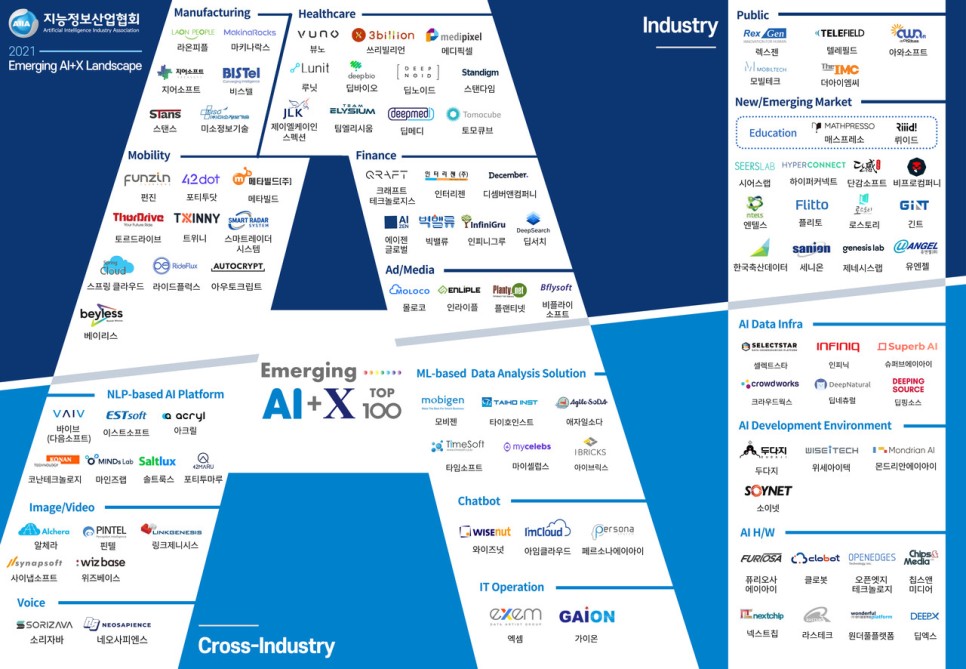 AIIA 지능정보산업협회
Artificial Intelligence Industry Association
2021
Emerging AI+X Landscape
Industry
Manufacturing
LAON PEOPLE MakinaRocks
라온피플 마키나락스
지어소프트 BISTel
지어소프트 비스텔
STans miso 미소정보기술
스탠스 미소정보기술
Healthcare
VUNO 3billion medipixel
뷰노 쓰리빌리언 메디픽셀
Lunit deepbio DEEP NOID Standigm
루닛 딥바이오 딥노이드 스탠다임
JLK TEAM ELYSIUM deepmedi Tomocube
제이엘케이인 팀엘리시움 딥메디 토모큐브
스펙션
Mobility
funzin 42dot 메타빌드(주)
펀진 포티투닷 메타빌드
ThorDrive TXINNY SMART RADAR SYSTEM
토르드라이브 트위니 스마트레이더
시스템
Spring Cloud RideFlux AUTOCRYPT
스프링 클라우드 라이드플럭스 아우토크립트
beyless
베이리스
Finance
QRAFT 인터리젠(주) December.
크래프트 인터리젠 디셈버앤컴퍼니
테크놀로지스
빅밸류 InfiniGru DeepSearch
에이젠 빅밸류 인피니그루 딥서치
글로벌
Ad/Media
MOLOCO ENLIPLE Planty.net Bflysoft
몰로코 인라이플 플랜티넷 비플라이
소프트
Public
RexGen TELEFIELD
렉스젠 텔레필드 아와소프트
MOBILTECH The IMC
모빌테크 더아이엠씨
New/Emerging Market
Education MATHPRESSO Riiid!
매스프레소 뤼이드
SEERSLAB HYPERCONNECT
시어스랩 하이퍼커넥트 단감소프트 비프로컴퍼니
ntels Flitto 로스토리 GINT
엔텔스 플리토 로스토리 긴트
sanion genesis lab @ANGEL
한국축산데이터 세니온 제네시스랩 유엔젤
Emerging
AI+X TOP 100
NLP-based AI Platform
VAIV ESTsoft acryl
바이브 이스트소프트 아크릴
(다음소프트)
KONAN TECHNOLOGY MINDs Lab Saltlux 42MARU
코난테크놀로지 마인즈랩 솔트룩스 포티투마루
Image/Video
Alchera PINTEL LINKGENESIS
알체라 핀텔 링크제니시스
synapsoft wizbase
사이냅소프트 위즈베이스
Voice
SORIZAVA NEOSAPIENCE
소리자바 네오사피엔스
ML-based Data Analysis Solution
mobigen TAIHO INST Agile SoDA
모비젠 타이호인스트 애자일소다
TimeSoft mycelebs IBRICKS
타임소프트 마이셀럽스 아이브릭스
Chatbot
WISEnut I'mCloud persona
와이즈넛 아임클라우드 페르소나에이아이
IT Operation
exem GAiON
엑셈 가이온
Cross-Industry
AI Data Infra
SELECTSTAR INFINIQ Superb AI
셀렉트스타 인피닉 슈퍼브에이아이
crowdworks DeepNatural DEEPING SOURCE
크라우드웍스 딥네츄럴 딥핑소스
AI Development Environment
두다지 WISEiTECH Mondrian AI
두다지 위세아이텍 몬드리안에이아이
SOYNET
소이넷
AI H/W
FURIOSA clobot OPENEDGES Chips&Media
퓨리오사 클로봇 오픈엣지 칩스앤
에이아이 테크놀로지 미디어
nextchip wonderful platform DEEPX
넥스트칩 라스테크 원더풀플랫폼 딥엑스